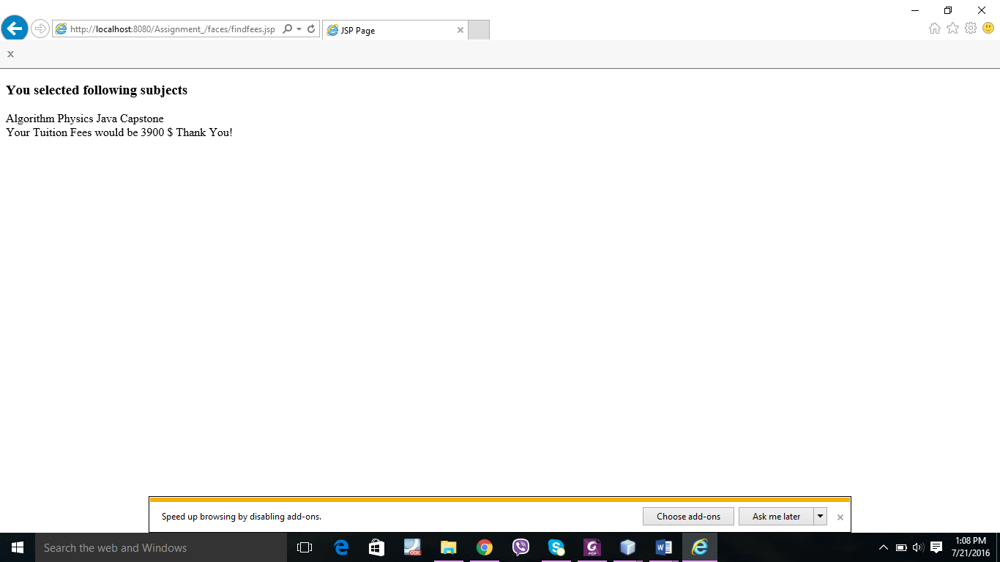 http://localhost:8080/Assignment_/faces/findfees.jsp
JSP Page
x
You selected following subjects
Algorithm Physics Java Capstone
Your Tuition Fees would be 3900 $ Thank You!
Speed up browsing by disabling add-ons.
Choose add-ons
Ask me later
Search the web and Windows
1:08 PM
7/21/2016